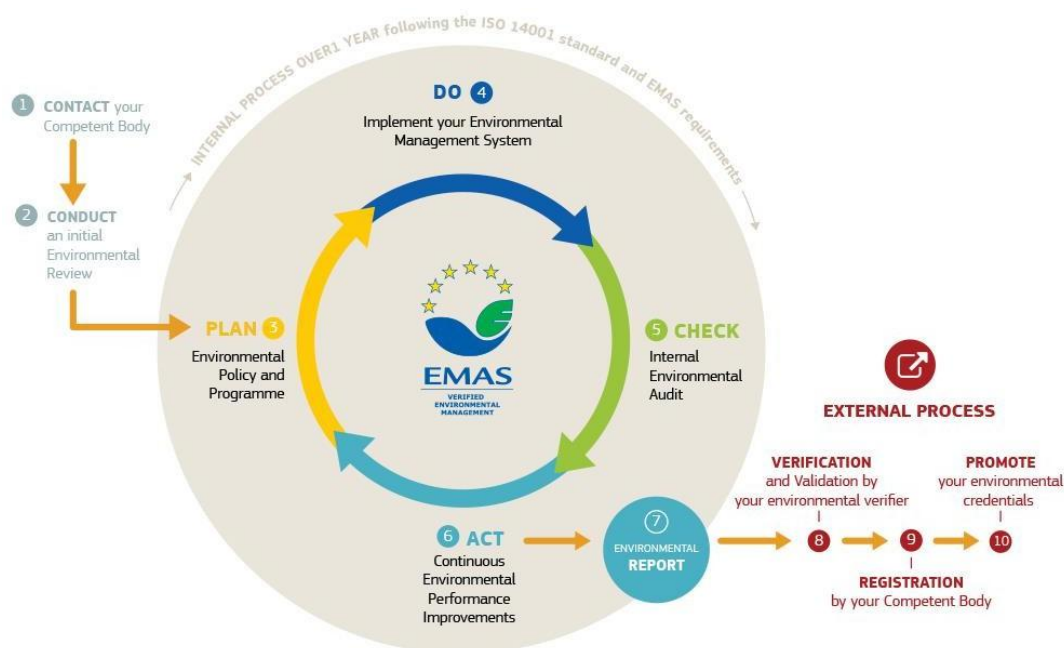 INTERNAL PROCESS OVER1 YEAR following the ISO 14001 standard and EMAS requirements
1 CONTACT your
Competent Body
2 CONDUCT
an initial
Environmental
Review
PLAN 3
Environmental
Policy and
Programme
DO 4
Implement your Environmental
Management System
EMAS
VERIFIED
ENVIRONMENTAL
MANAGEMENT
5 CHECK
Internal
Environmental
Audit
6 ACT
Continuous
Environmental
Performance
Improvements
7
ENVIRONMENTAL
REPORT
EXTERNAL PROCESS
VERIFICATION
and Validation by
your environmental verifier
8
9
REGISTRATION
by your Competent Body
PROMOTE
your environmental
credentials
10